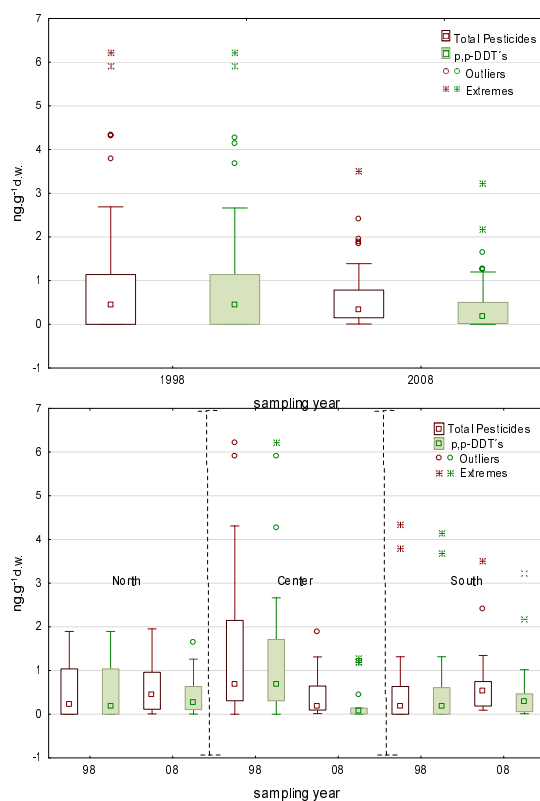 7
6
5
4
3
2
1
0
-1
ng.g⁻¹ d.w.
Total Pesticides
p,p-DDT´s
Outliers
Extremes
1998 2008
sampling year
7
6
5
4
3
2
1
0
-1
ng.g⁻¹ d.w.
Total Pesticides
p,p-DDT´s
Outliers
Extremes
North Center South
98 08 98 08 98 08
sampling year